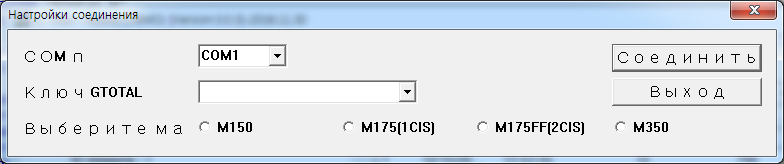 Настройки соединения
COM п COM1 Соединить
Ключ GTOTAL Выход
Выберите ма M150 M175(1CIS) M175FF(2CIS) M350